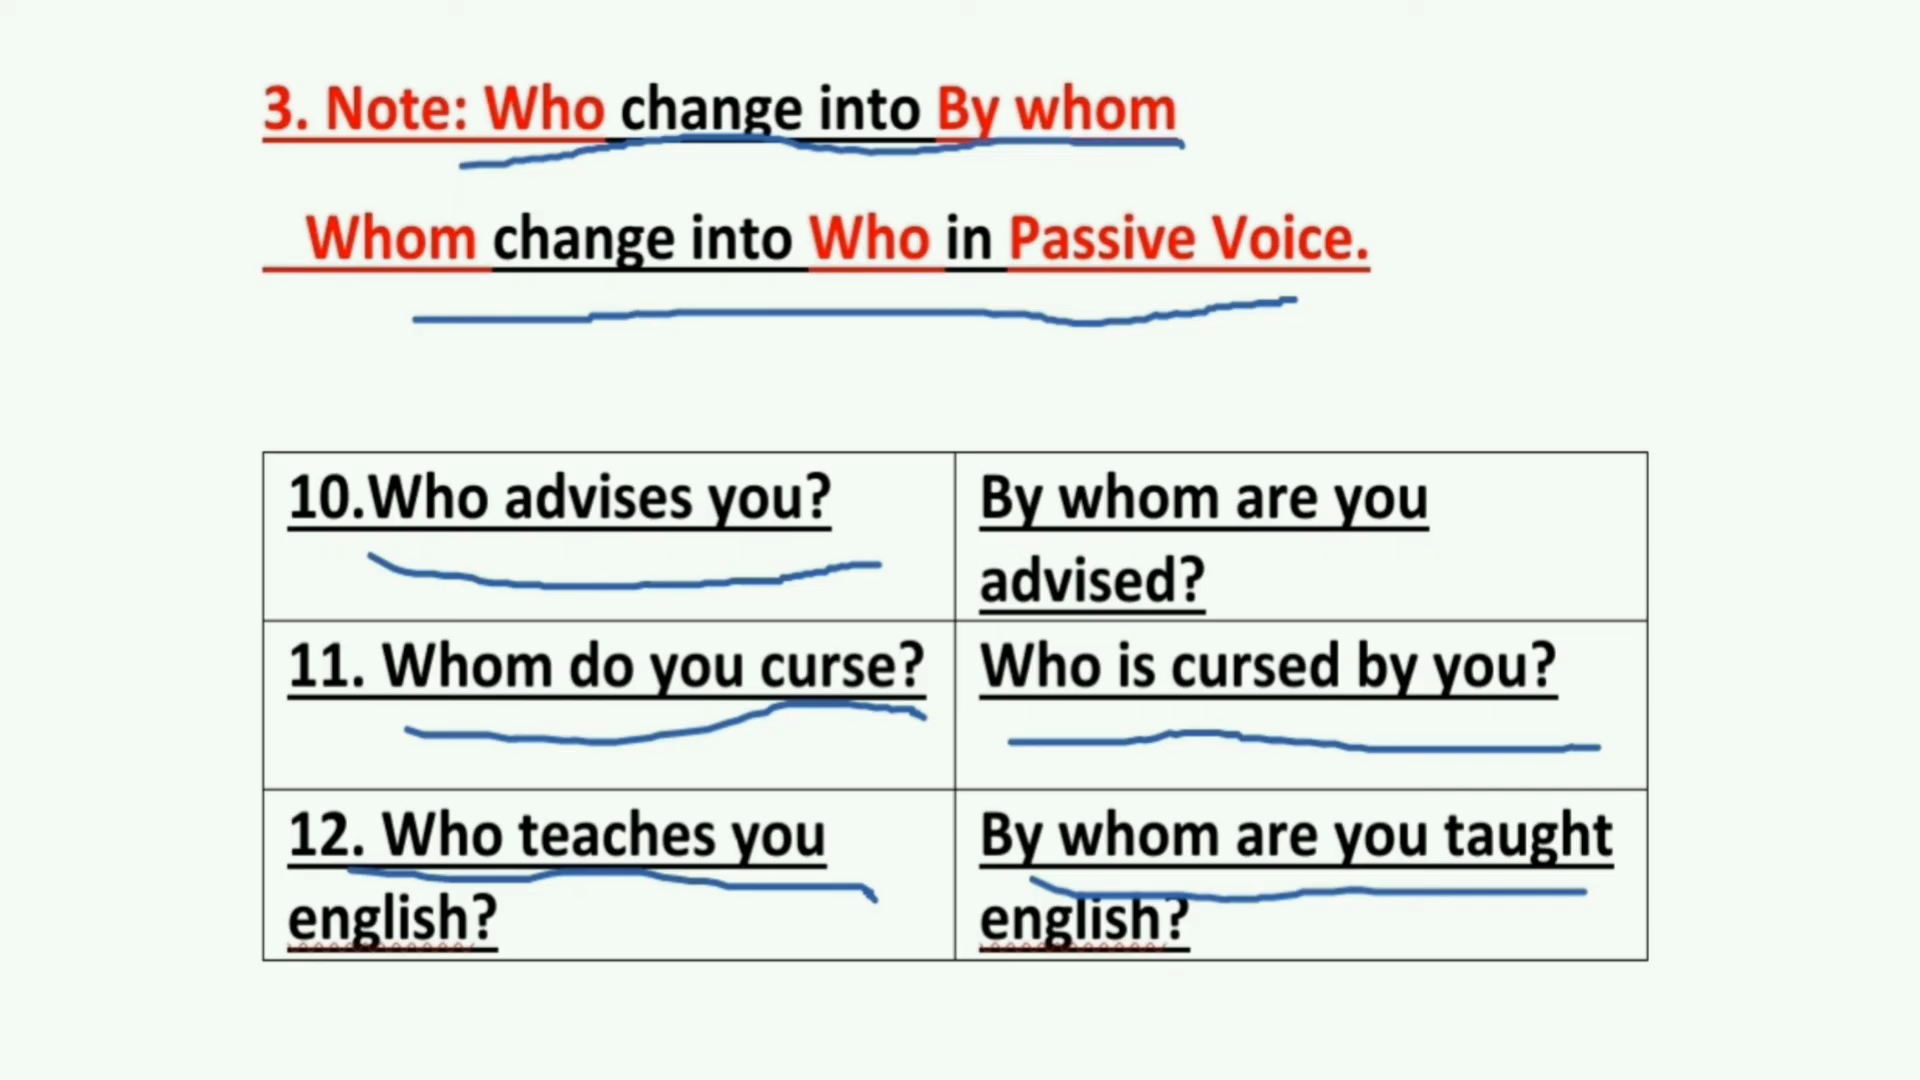 3. Note: Who change into By whom
Whom change into Who in Passive Voice.
10.Who advises you?
By whom are you
advised?
11. Whom do you curse?
Who is cursed by you?
12. Who teaches you
english?
By whom are you taught
english?